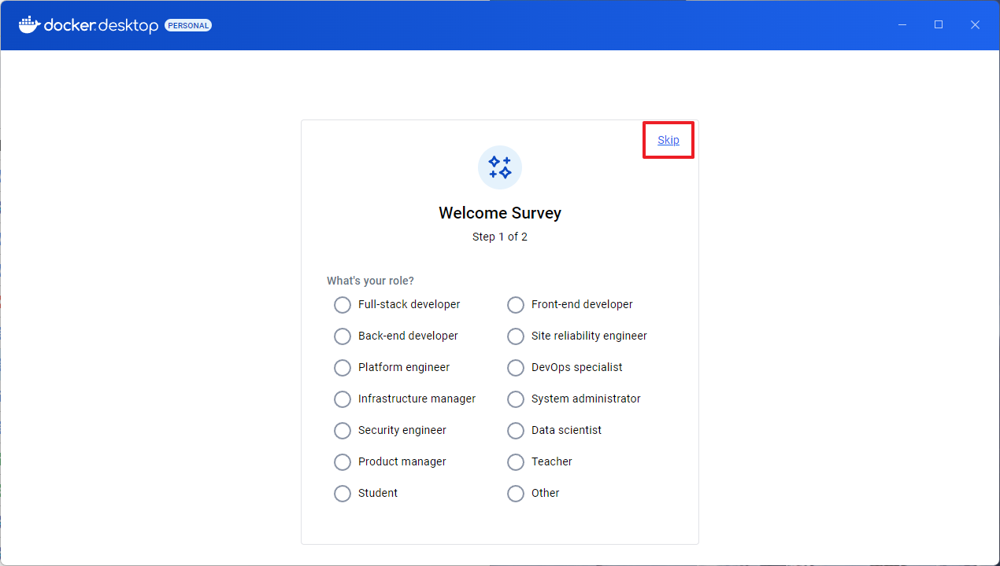 docker.desktop PERSONAL
Skip
Welcome Survey
Step 1 of 2
What's your role?
Full-stack developer Front-end developer
Back-end developer Site reliability engineer
Platform engineer DevOps specialist
Infrastructure manager System administrator
Security engineer Data scientist
Product manager Teacher
Student Other